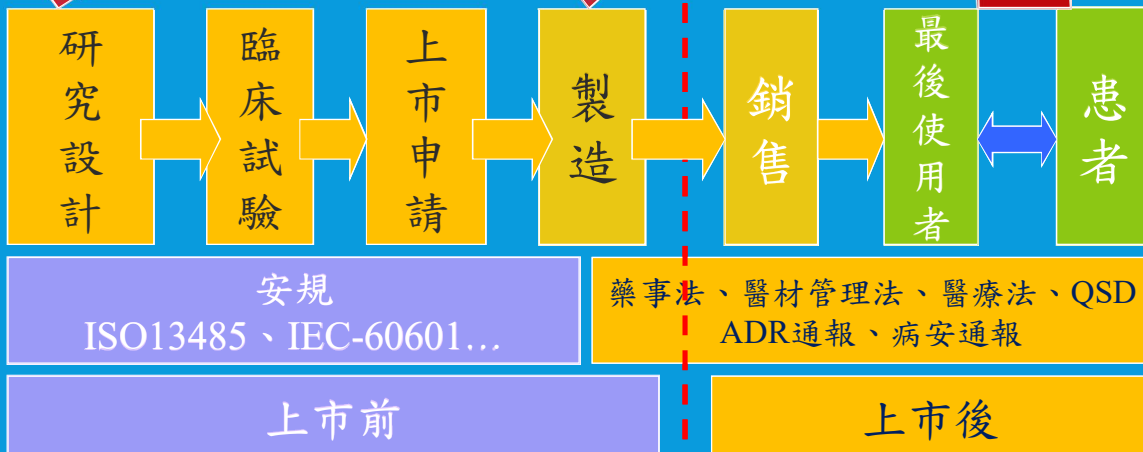 研究設計
臨床試驗
上市申請
製造
銷售
最後使用者
患者
安規
ISO13485、IEC-60601…
藥事法、醫材管理法、醫療法、QSD
ADR通報、病安通報
上市前
上市後